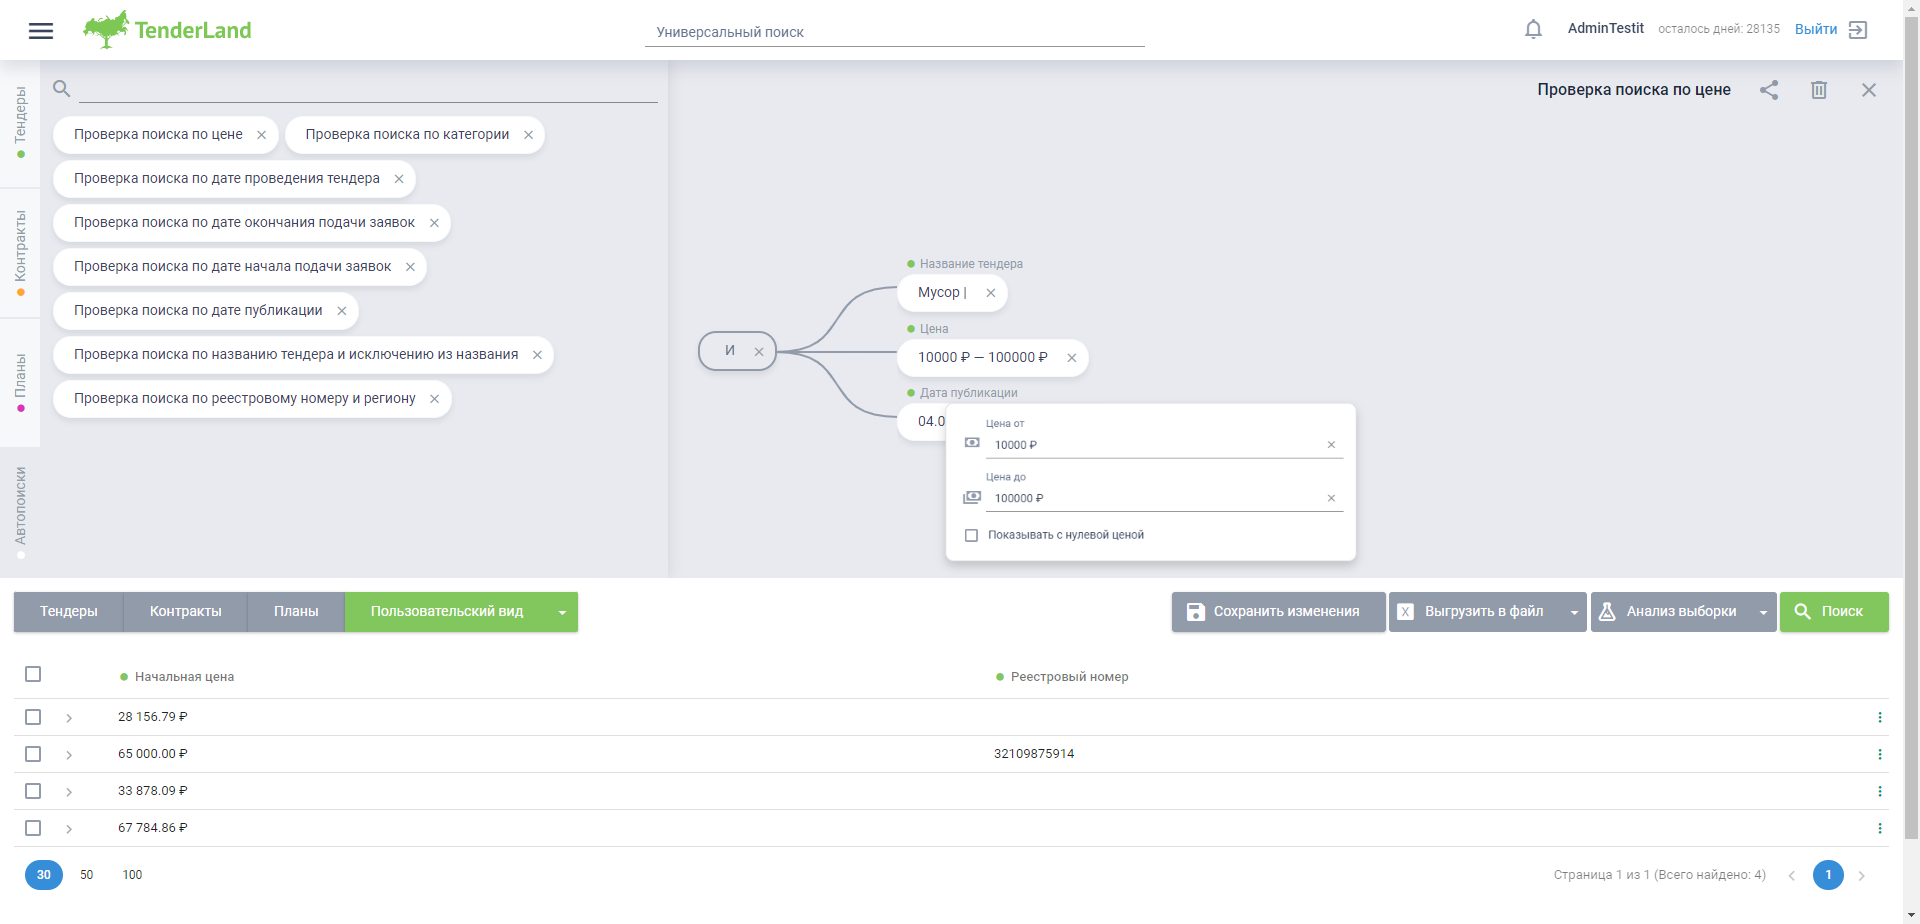 TenderLand
Универсальный поиск
AdminTestit
осталось дней: 28135
Выйти
Тендеры
Контракты
Планы
Автопоиски
Проверка поиска по цене
Проверка поиска по категории
Проверка поиска по дате проведения тендера
Проверка поиска по дате окончания подачи заявок
Проверка поиска по дате начала подачи заявок
Проверка поиска по дате публикации
Проверка поиска по названию тендера и исключению из названия
Проверка поиска по реестровому номеру и региону
Проверка поиска по цене
И
Название тендера
Мусор |
Цена
10000 ₽ — 100000 ₽
Дата публикации
04.0
Цена от
10000 ₽
Цена до
100000 ₽
Показывать с нулевой ценой
Тендеры
Контракты
Планы
Пользовательский вид
Сохранить изменения
X Выгрузить в файл
Анализ выборки
Поиск
Начальная цена
Реестровый номер
28 156.79 ₽
65 000.00 ₽
32109875914
33 878.09 ₽
67 784.86 ₽
30 50 100
Страница 1 из 1 (Всего найдено: 4)
1